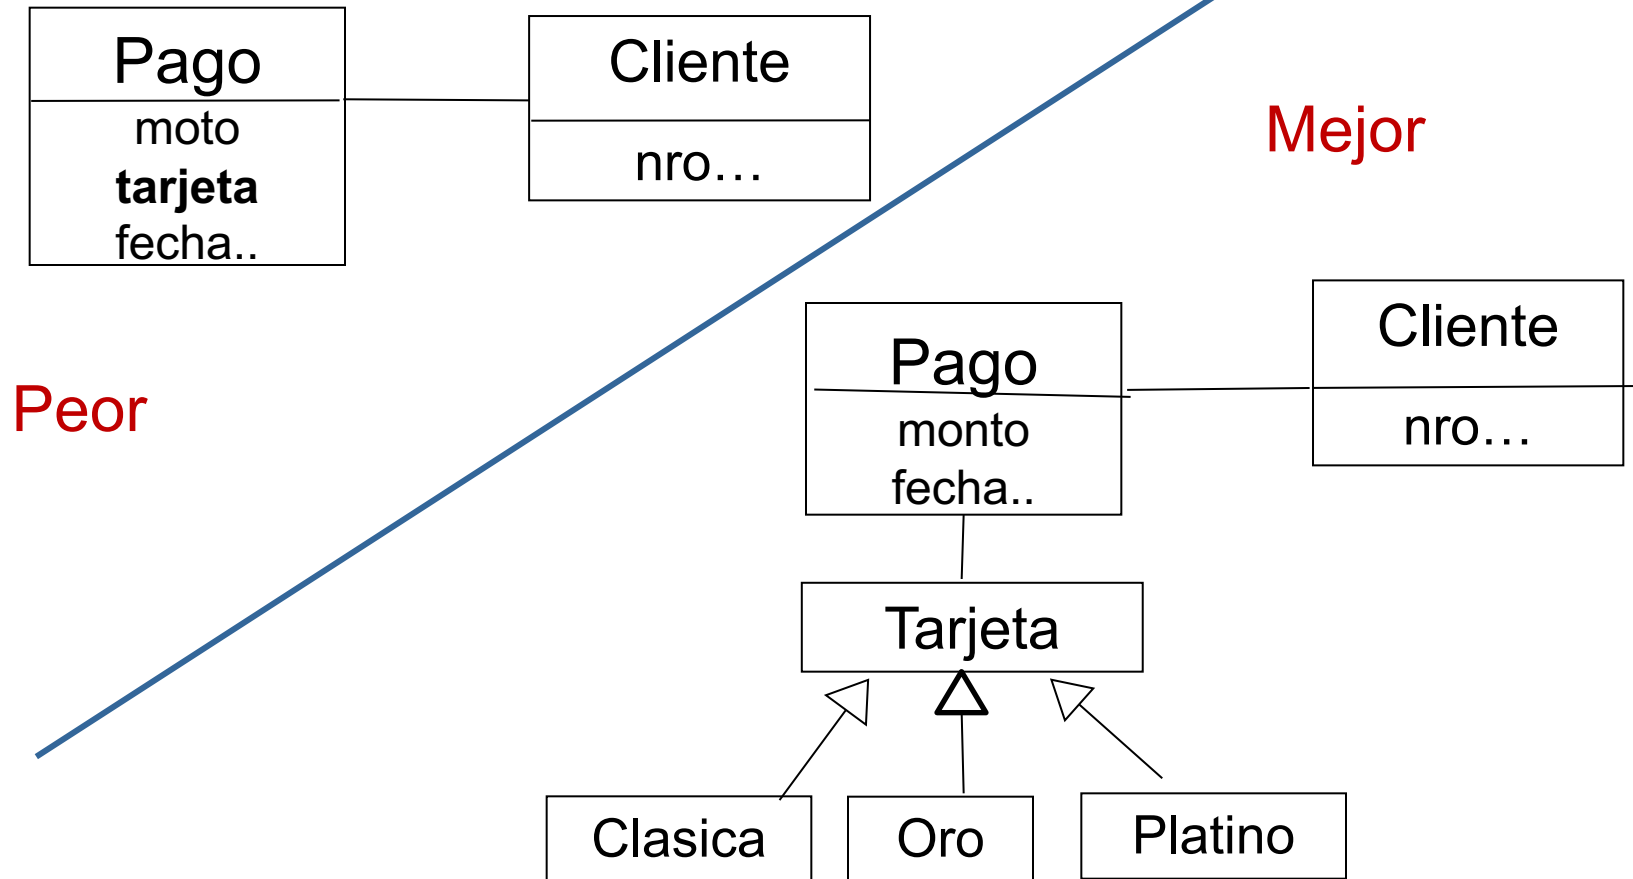 Pago
moto
tarjeta
fecha..
Cliente
nro…
Peor
Mejor
Pago
monto
fecha..
Cliente
nro…
Tarjeta
Clasica
Oro
Platino